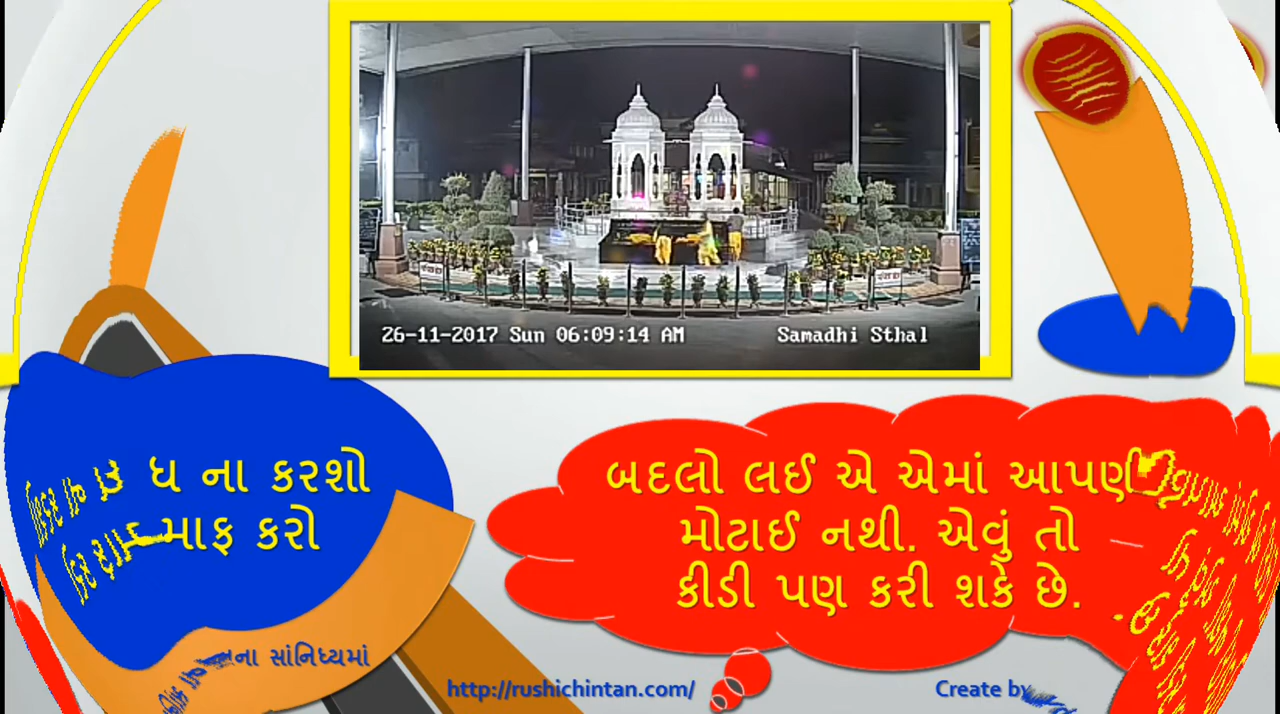 26-11-2017 Sun 06:09:14 AM
Samadhi Sthal
ધ ના કરશો
માફ કરો
બદલો લઈ એ એમાં આપણી
મોટાઈ નથી. એવું તો
કીડી પણ કરી શકે છે.
સાંનિધ્યમાં
http://rushichintan.com/
Create by